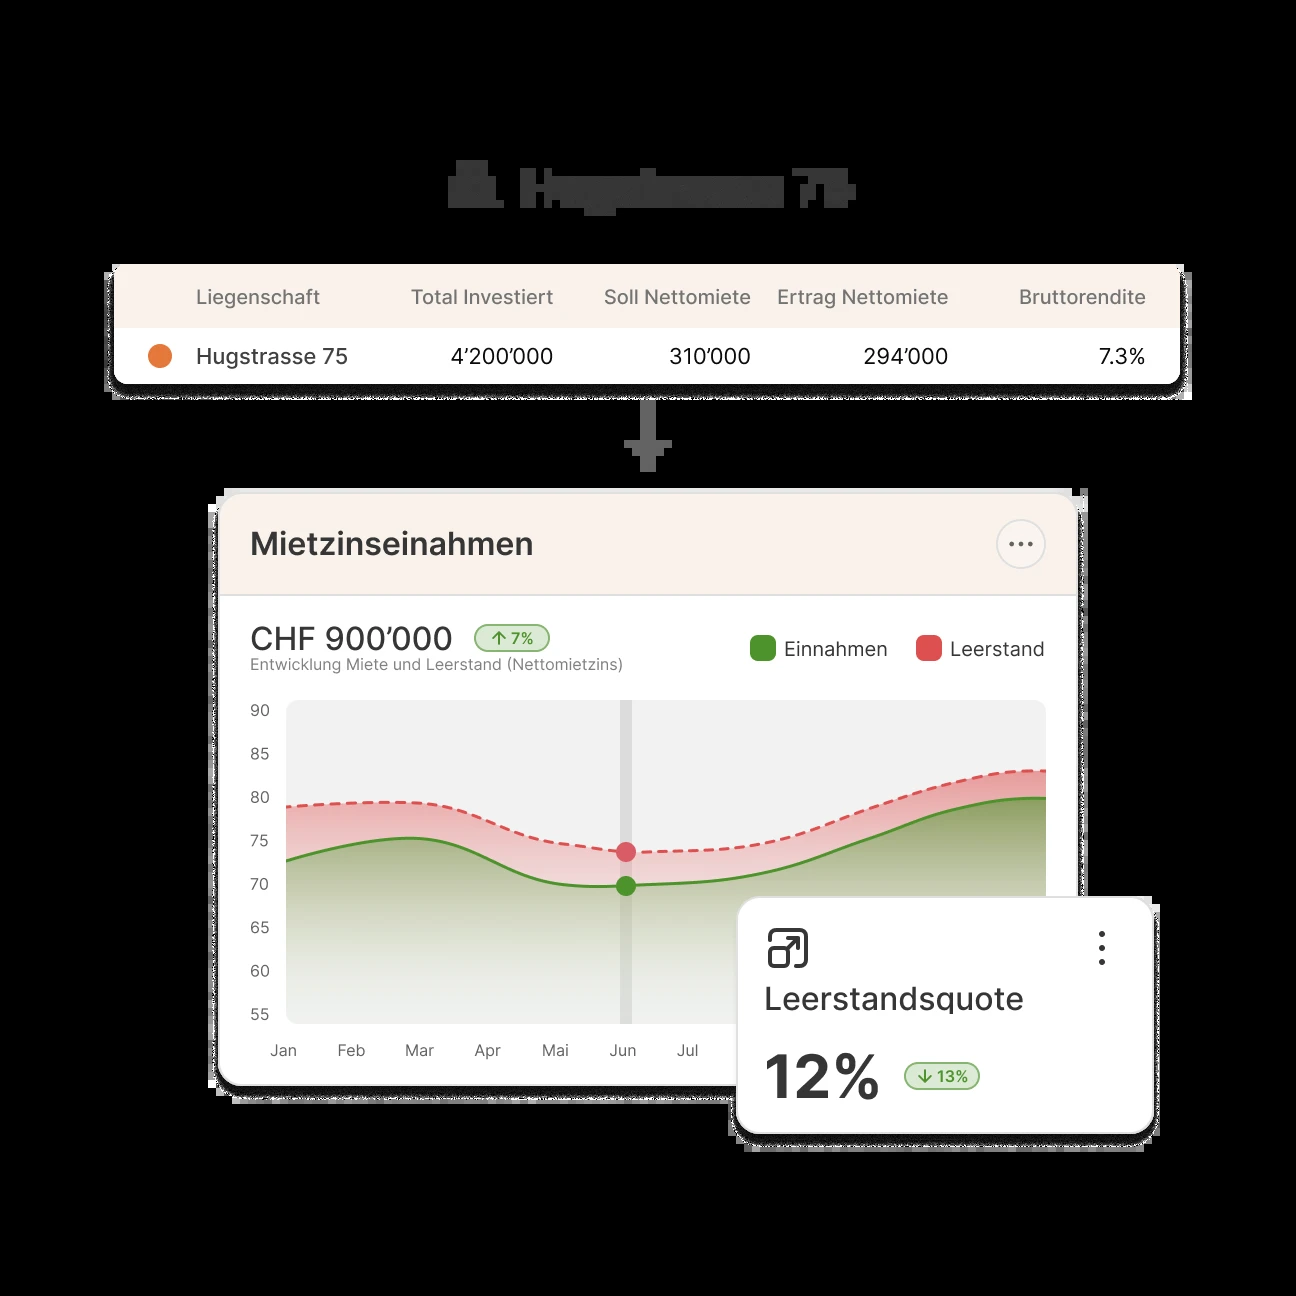 Hugstrasse 75
Liegenschaft Total Investiert Soll Nettomiete Ertrag Nettomiete Bruttorendite
Hugstrasse 75 4’200’000 310’000 294’000 7.3%
Mietzinseinahmen
CHF 900’000 7%
Entwicklung Miete und Leerstand (Nettomietzins)
Einnahmen Leerstand
90
85
80
75
70
65
60
55
Jan Feb Mar Apr Mai Jun Jul
Leerstandsquote
12% 13%